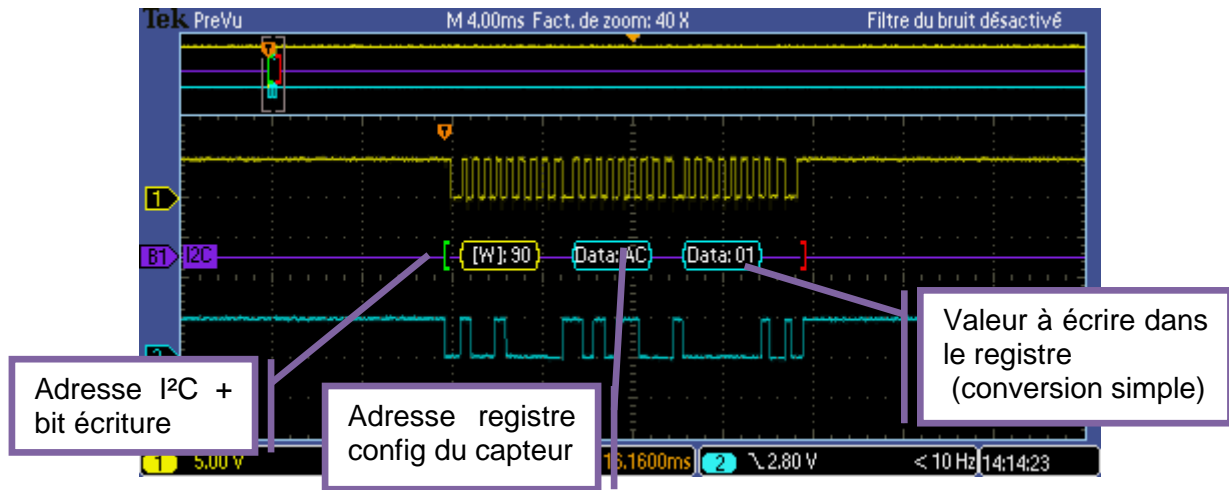 Tek PreVu M 4.00ms Fact. de zoom: 40 X Filtre du bruit désactivé
T
T
1
B1 I2C [W]: 90 Data: AC Data: 01
2
Valeur à écrire dans
le registre
(conversion simple)
Adresse I²C +
bit écriture
Adresse registre
config du capteur
1 5.00 V 16.1600ms 2 2.80 V < 10 Hz 14:14:23